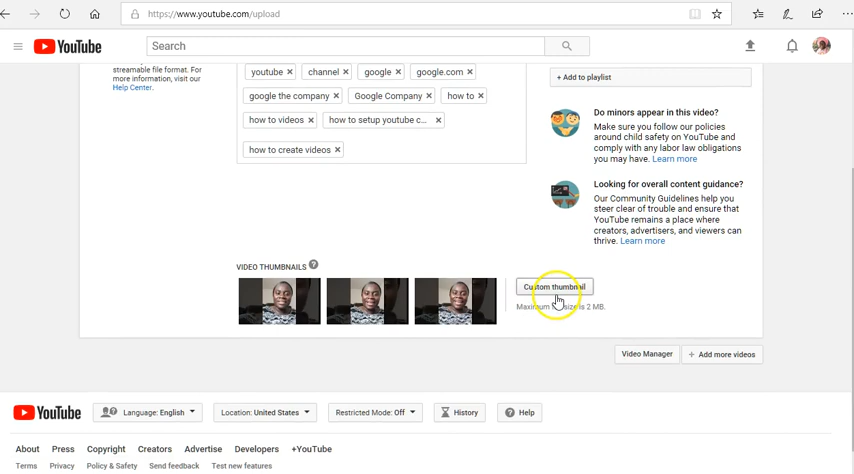 https://www.youtube.com/upload
YouTube
Search
streamable file format. For
more information, visit our
Help Center.
youtube ×
channel ×
google ×
google.com ×
google the company ×
Google Company ×
how to ×
how to videos ×
how to setup youtube c... ×
how to create videos ×
+ Add to playlist
Do minors appear in this video?
Make sure you follow our policies
around child safety on YouTube and
comply with any labor law obligations
you may have. Learn more
Looking for overall content guidance?
Our Community Guidelines help you
steer clear of trouble and ensure that
YouTube remains a place where
creators, advertisers, and viewers can
thrive. Learn more
VIDEO THUMBNAILS ?
Custom thumbnail
Maximum size is 2 MB.
Video Manager
+ Add more videos
YouTube
Language: English
Location: United States
Restricted Mode: Off
History
Help
About Press Copyright Creators Advertise Developers +YouTube
Terms Privacy Policy & Safety Send feedback Test new features